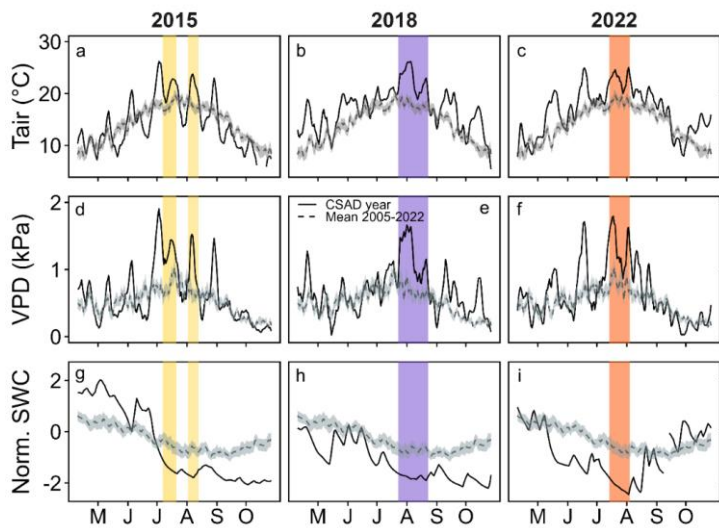 2015 2018 2022
Tair (°C)
30
20
10
a
b
c
VPD (kPa)
2
1
0
d
CSAD year
Mean 2005-2022
e
f
Norm. SWC
2
0
-2
g
h
i
M J J A S O M J J A S O M J J A S O